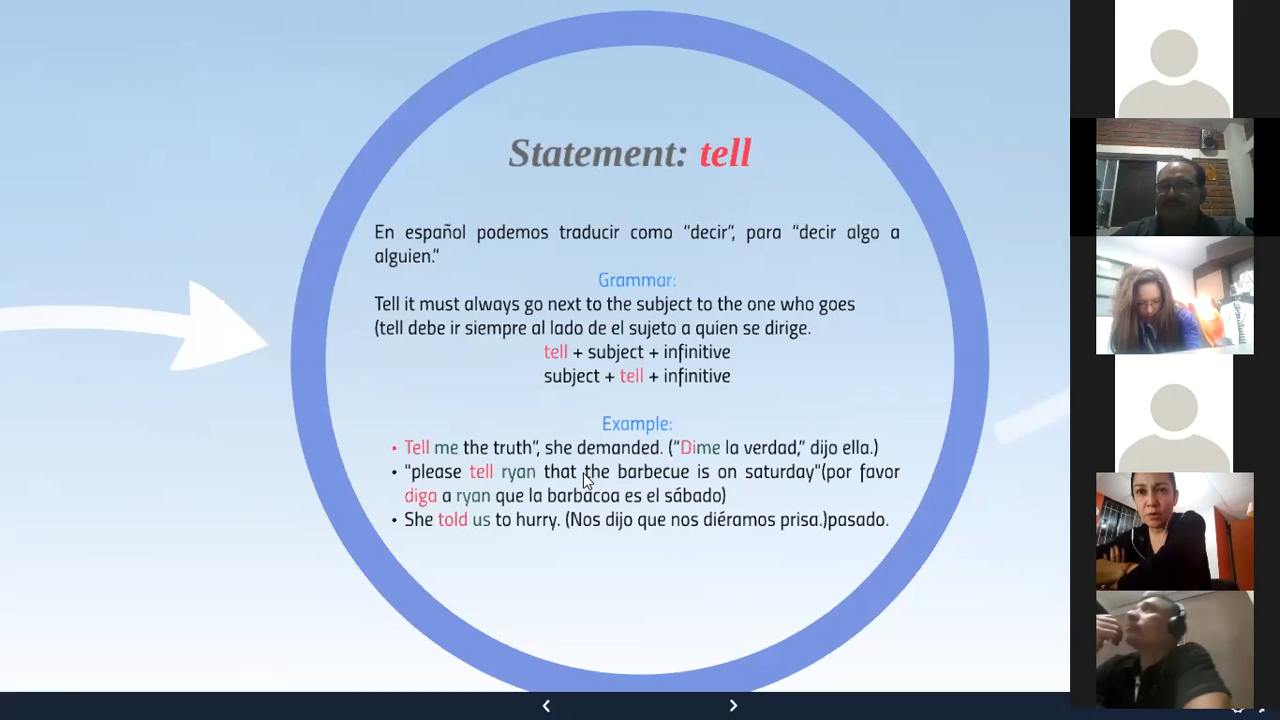 Statement: tell
En español podemos traducir como "decir", para "decir algo a
alguien."
Grammar:
Tell it must always go next to the subject to the one who goes
(tell debe ir siempre al lado de el sujeto a quien se dirige.
tell + subject + infinitive
subject + tell + infinitive
Example:
• Tell me the truth", she demanded. ("Dime la verdad," dijo ella.)
• "please tell ryan that the barbecue is on saturday"(por favor
diga a ryan que la barbacoa es el sábado)
• She told us to hurry. (Nos dijo que nos diéramos prisa.)pasado.